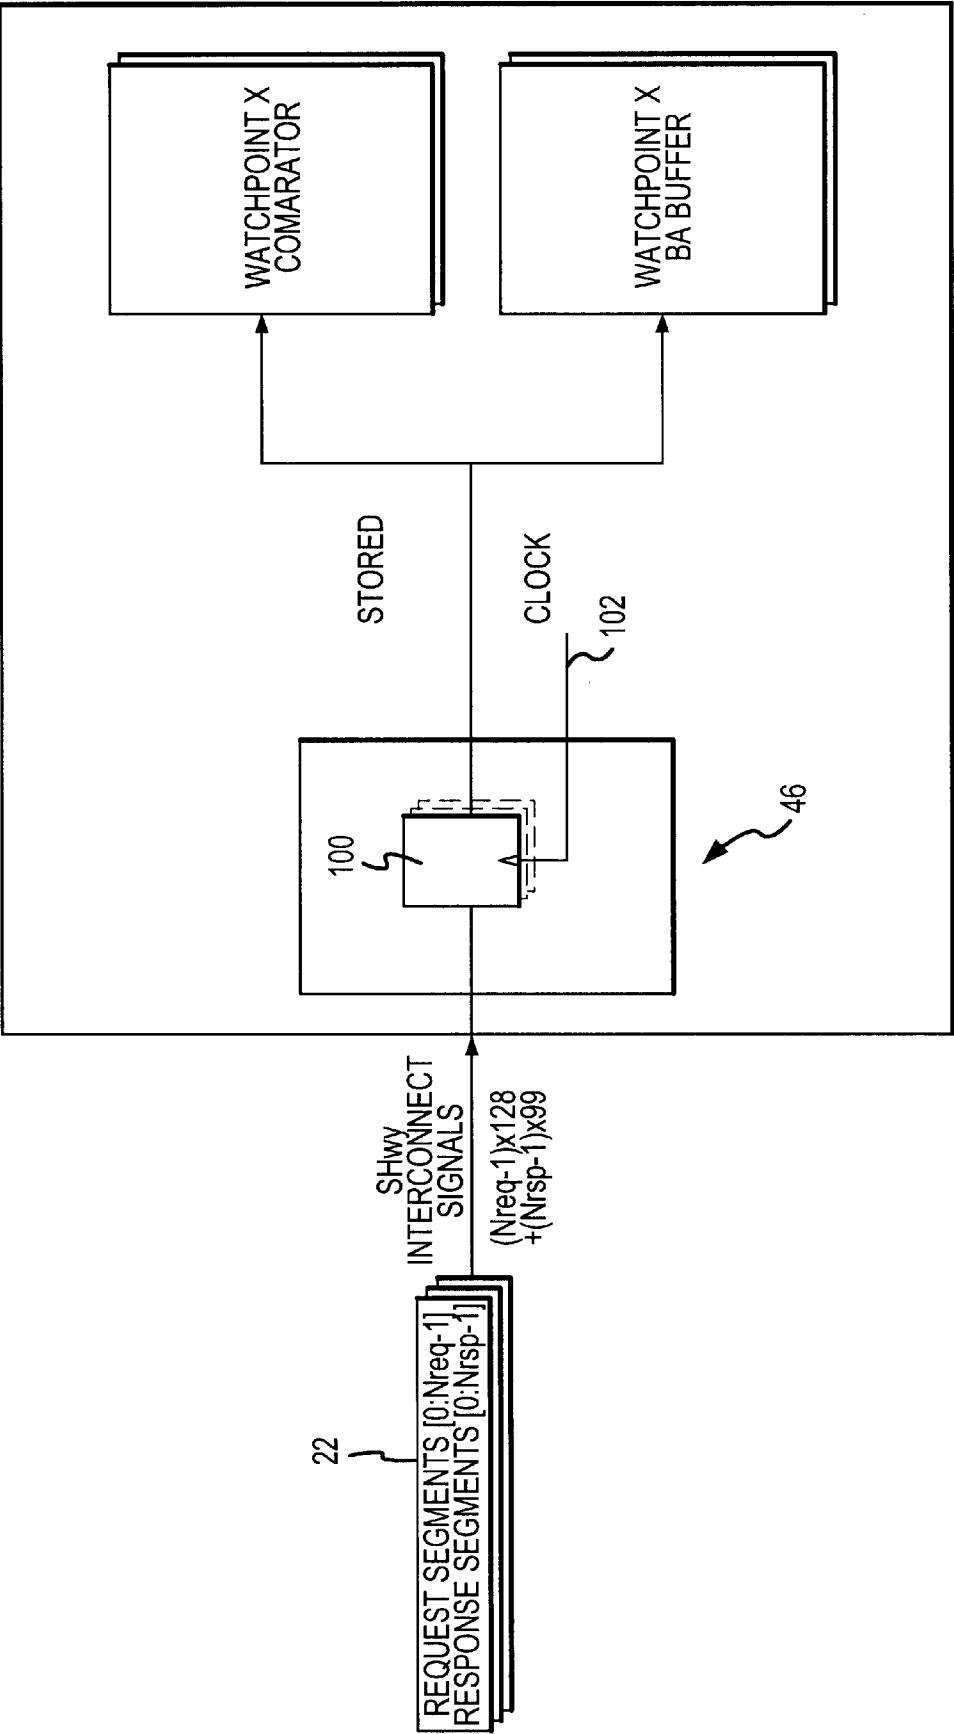 22
REQUEST SEGMENTS [0:Nreq-1]
RESPONSE SEGMENTS [0:Nrsp-1]
SHwy
INTERCONNECT
SIGNALS
(Nreq-1)x128
+(Nrsp-1)x99
100
46
102
STORED
CLOCK
WATCHPOINT X
COMARATOR
WATCHPOINT X
BA BUFFER